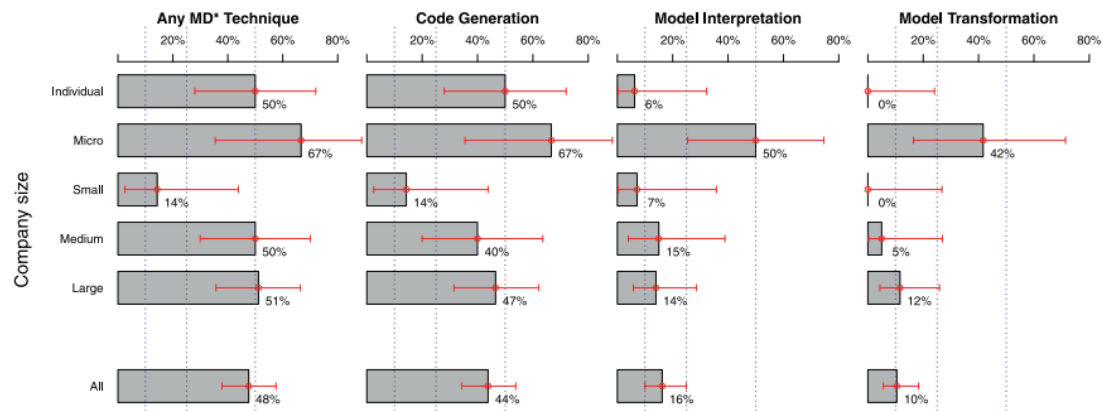 Any MD* Technique Code Generation Model Interpretation Model Transformation
20% 40% 60% 80% 20% 40% 60% 80% 20% 40% 60% 80% 20% 40% 60% 80%
Company size
Individual 50% 50% 6% 0%
Micro 67% 67% 50% 42%
Small 14% 14% 7% 0%
Medium 50% 40% 15% 5%
Large 51% 47% 14% 12%
All 48% 44% 16% 10%